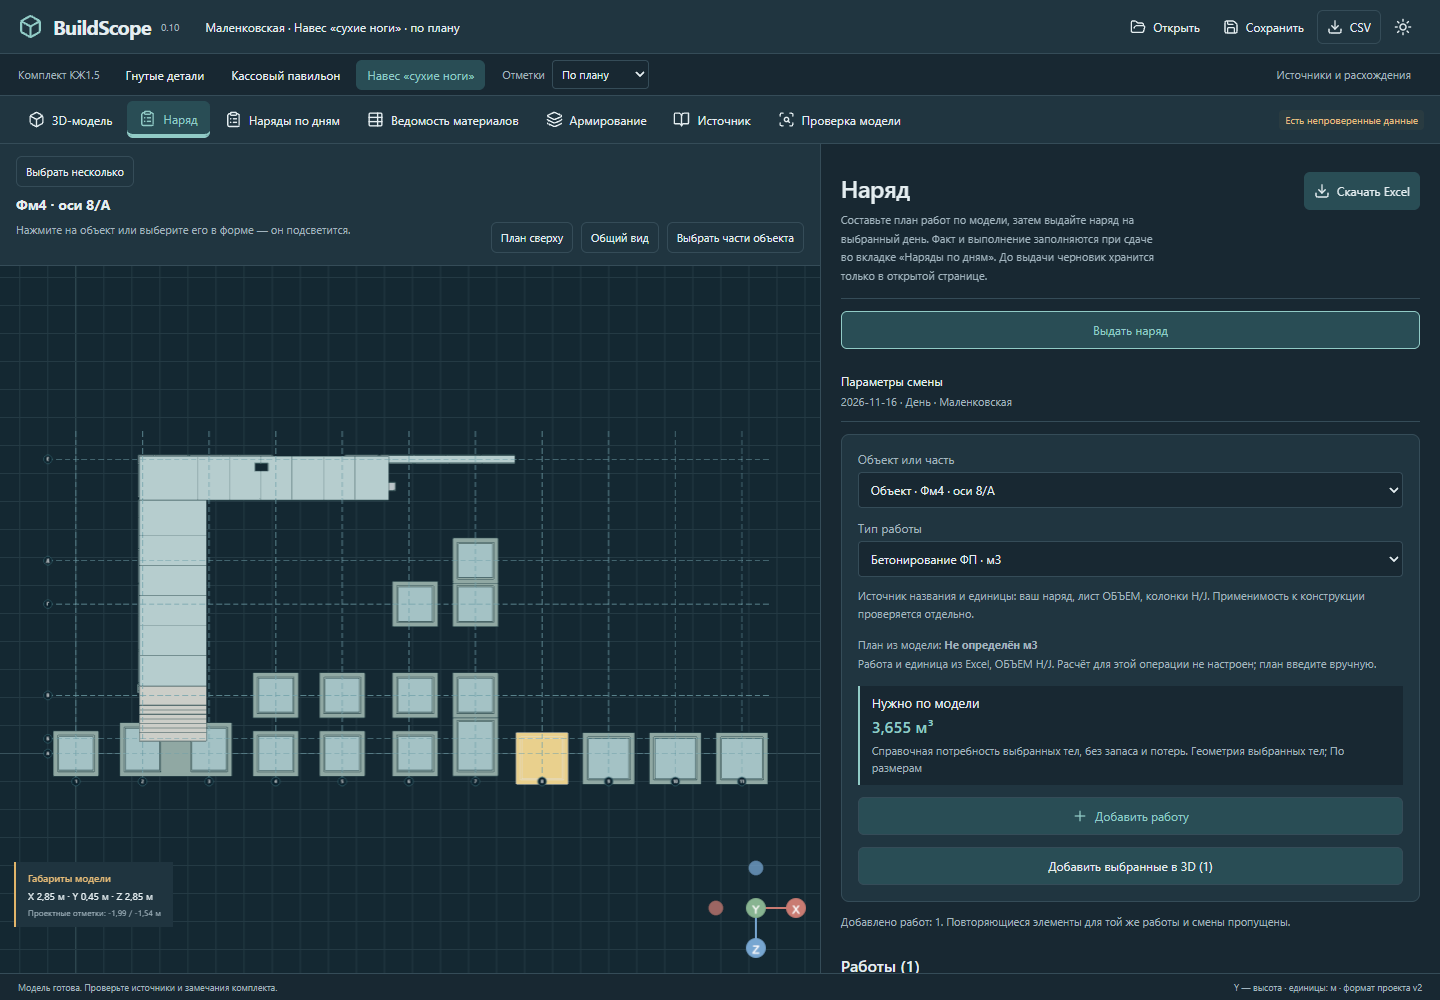 BuildScope 0.10 Маленковская · Навес «сухие ноги» · по плану Открыть Сохранить CSV
Комплект КЖ1.5 Гнутые детали Кассовый павильон Навес «сухие ноги» Отметки По плану Источники и расхождения
3D-модель Наряд Наряды по дням Ведомость материалов Армирование Источник Проверка модели Есть непроверенные данные
Выбрать несколько
Фм4 · оси 8/А
Нажмите на объект или выберите его в форме — он подсветится.
План сверху Общий вид Выбрать части объекта
Габариты модели
X 2,85 м · Y 0,45 м · Z 2,85 м
Проектные отметки: -1,99 / -1,54 м
Y X
Z
Наряд
Скачать Excel
Составьте план работ по модели, затем выдайте наряд на
выбранный день. Факт и выполнение заполняются при сдаче
во вкладке «Наряды по дням». До выдачи черновик хранится
только в открытой странице.
Выдать наряд
Параметры смены
2026-11-16 · День · Маленковская
Объект или часть
Объект · Фм4 · оси 8/А
Тип работы
Бетонирование ФП · м3
Источник названия и единицы: ваш наряд, лист ОБЪЕМ, колонки H/J. Применимость к конструкции
проверяется отдельно.
План из модели: Не определён м3
Работа и единица из Excel, ОБЪЕМ H/J. Расчёт для этой операции не настроен; план введите вручную.
Нужно по модели
3,655 м³
Справочная потребность выбранных тел, без запаса и потерь. Геометрия выбранных тел; По
размерам
Добавить работу
Добавить выбранные в 3D (1)
Добавлено работ: 1. Повторяющиеся элементы для той же работы и смены пропущены.
Работы (1)
Модель готова. Проверьте источники и замечания комплекта.
Y — высота · единицы: м · формат проекта v2